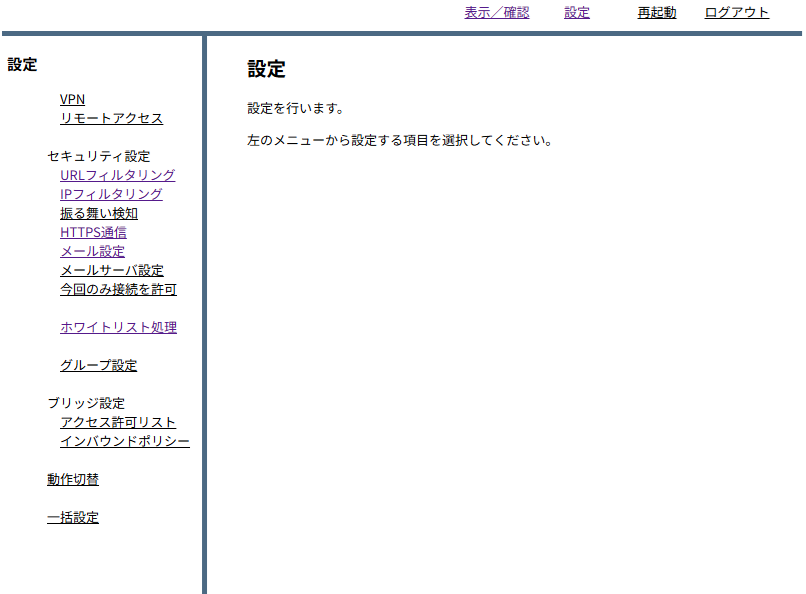 表示／確認 設定 再起動 ログアウト
設定
VPN
リモートアクセス
セキュリティ設定
URLフィルタリング
IPフィルタリング
振る舞い検知
HTTPS通信
メール設定
メールサーバ設定
今回のみ接続を許可
ホワイトリスト処理
グループ設定
ブリッジ設定
アクセス許可リスト
インバウンドポリシー
動作切替
一括設定
設定
設定を行います。
左のメニューから設定する項目を選択してください。